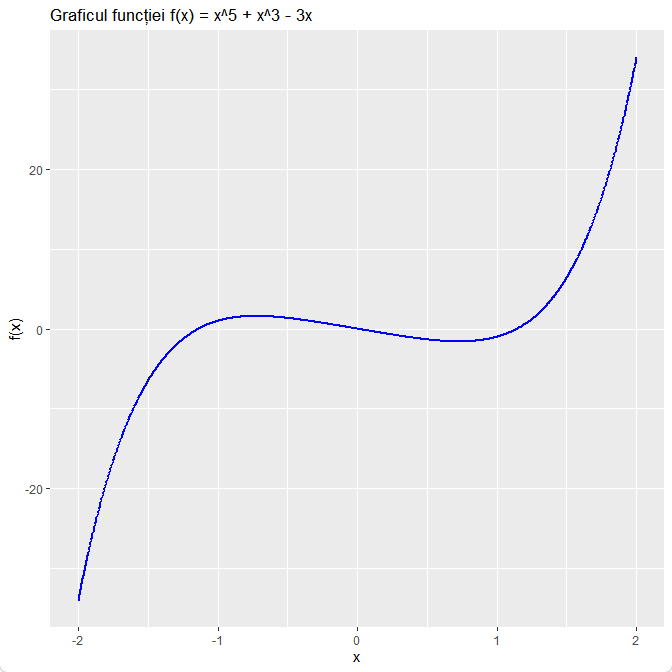 Graficul funcției f(x) = x^5 + x^3 - 3x
20
0
-20
f(x)
-2
-1
0
1
2
x